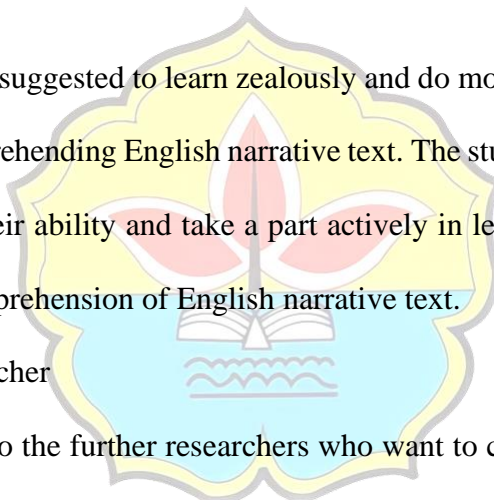 suggested to learn zealously and do mo
rehending English narrative text. The stu
eir ability and take a part actively in le
prehension of English narrative text.
cher
o the further researchers who want to c